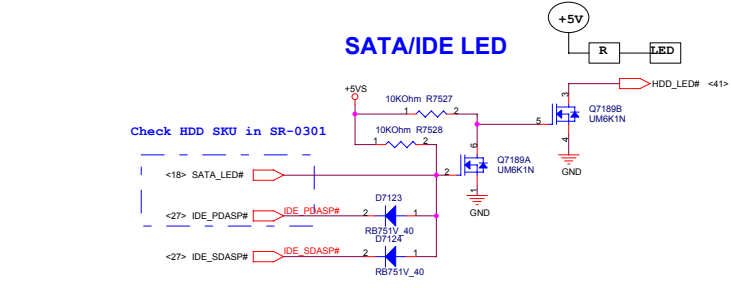 +5V
SATA/IDE LED
R
LED
+5VS
10KOhm R7527
1
2
3
HDD_LED# <41>
Q7189B
UM6K1N
Check HDD SKU in SR-0301
10KOhm R7528
1
2
5
4
6
Q7189A
UM6K1N
GND
<18> SATA_LED#
2
1
GND
D7123
<27> IDE_PDASP#
IDE_PDASP#
2
1
RB751V_40
D7124
<27> IDE_SDASP#
IDE_SDASP#
2
1
RB751V_40